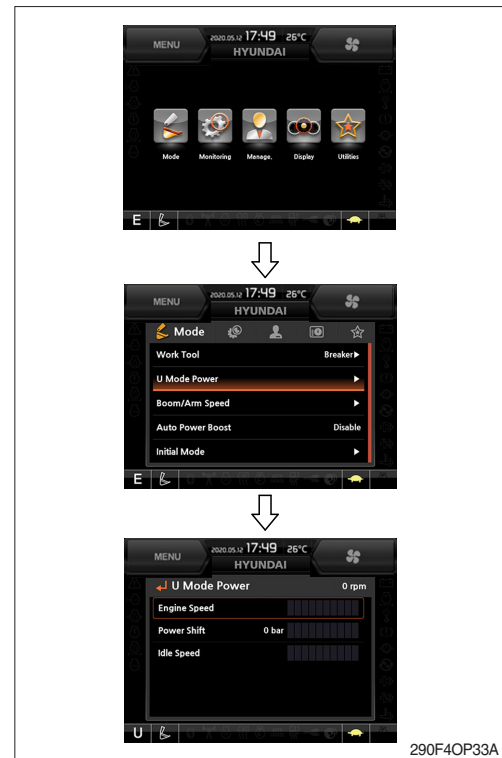 MENU 2020.05.12 17:49 26°C
HYUNDAI
Mode Monitoring Manage. Display Utilities
E
MENU 2020.05.12 17:49 26°C
HYUNDAI
Mode
Work Tool Breaker▶
U Mode Power ▶
Boom/Arm Speed ▶
Auto Power Boost Disable
Initial Mode ▶
E
MENU 2020.05.12 17:49 26°C
HYUNDAI
U Mode Power 0 rpm
Engine Speed
Power Shift 0 bar
Idle Speed
U
290F4OP33A